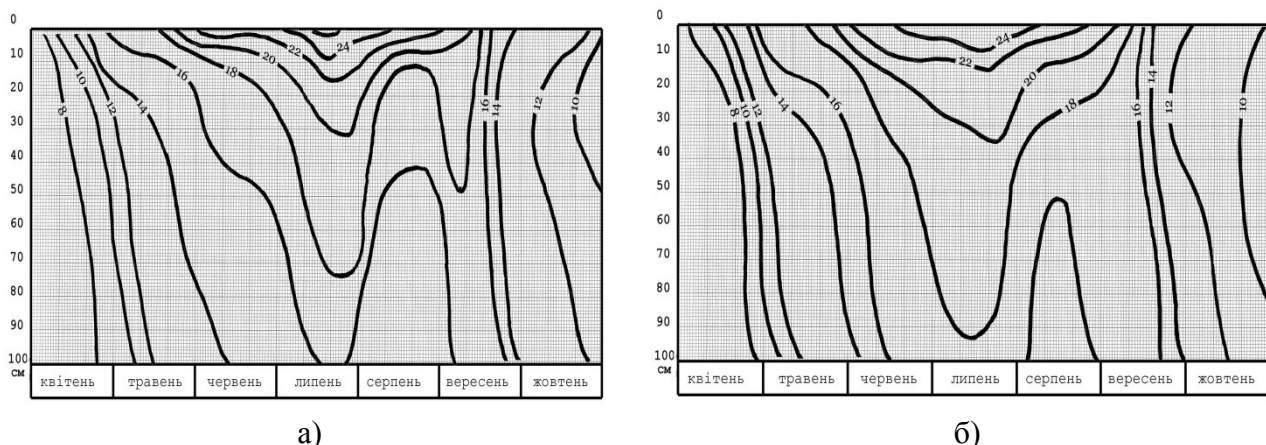 0
10
20
30
40
50
60
70
80
90
100
см
8
10
12
14
16
18
20
22
24
16
14
12
10
квітень
травень
червень
липень
серпень
вересень
жовтень
а)
0
10
20
30
40
50
60
70
80
90
100
см
8
10
12
14
16
22
24
20
18
16
14
12
10
квітень
травень
червень
липень
серпень
вересень
жовтень
б)